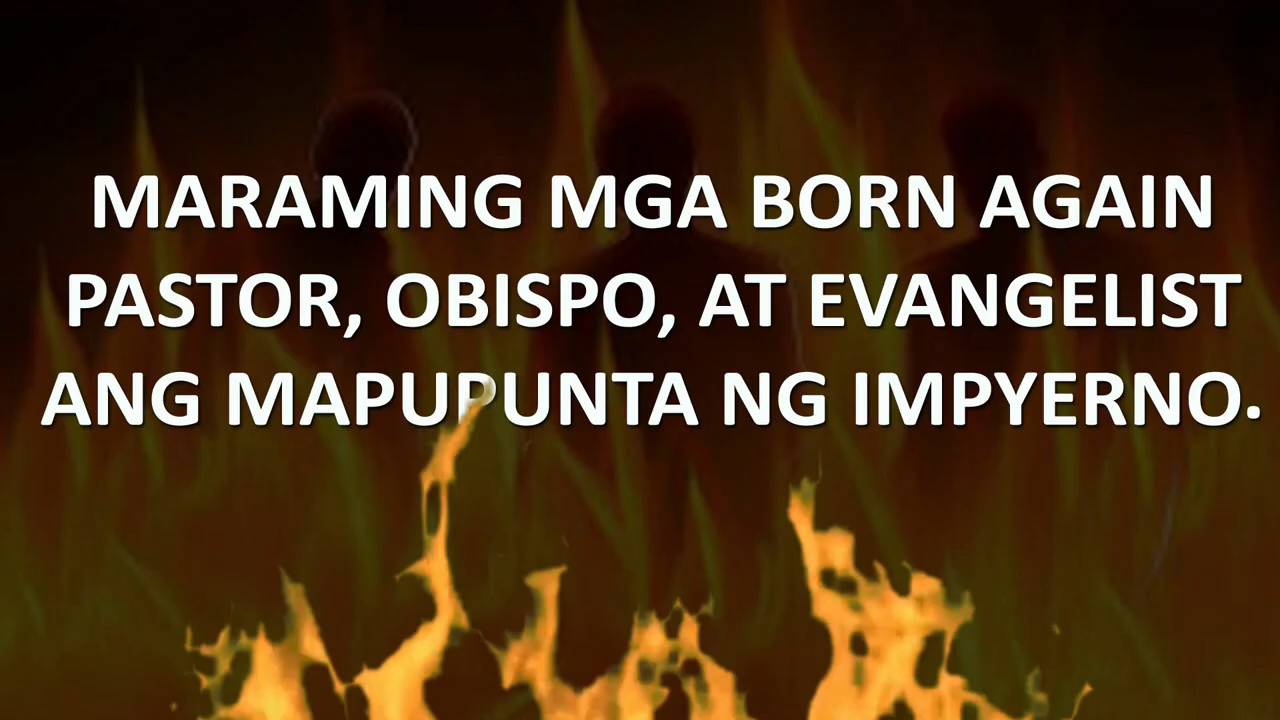 MARAMING MGA BORN AGAIN
PASTOR, OBISPO, AT EVANGELIST
ANG MAPUPUNTA NG IMPYERNO.